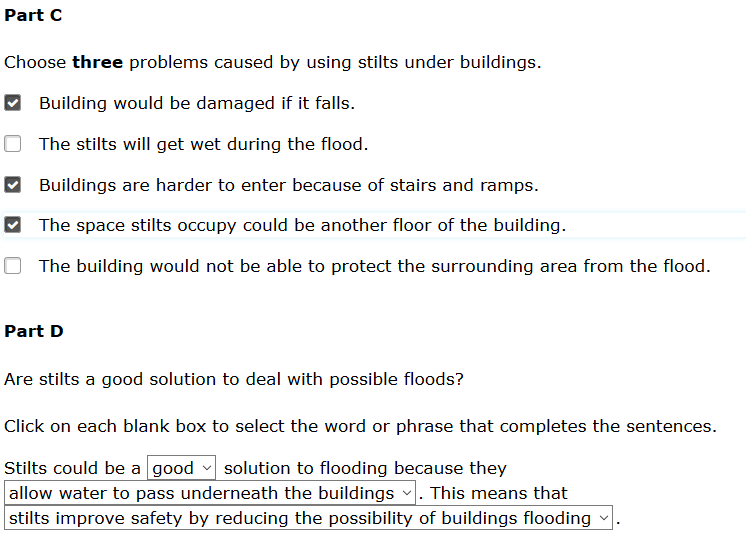 Part C
Choose three problems caused by using stilts under buildings.
Building would be damaged if it falls.
The stilts will get wet during the flood.
Buildings are harder to enter because of stairs and ramps.
The space stilts occupy could be another floor of the building.
The building would not be able to protect the surrounding area from the flood.
Part D
Are stilts a good solution to deal with possible floods?
Click on each blank box to select the word or phrase that completes the sentences.
Stilts could be a good solution to flooding because they
allow water to pass underneath the buildings. This means that
stilts improve safety by reducing the possibility of buildings flooding.